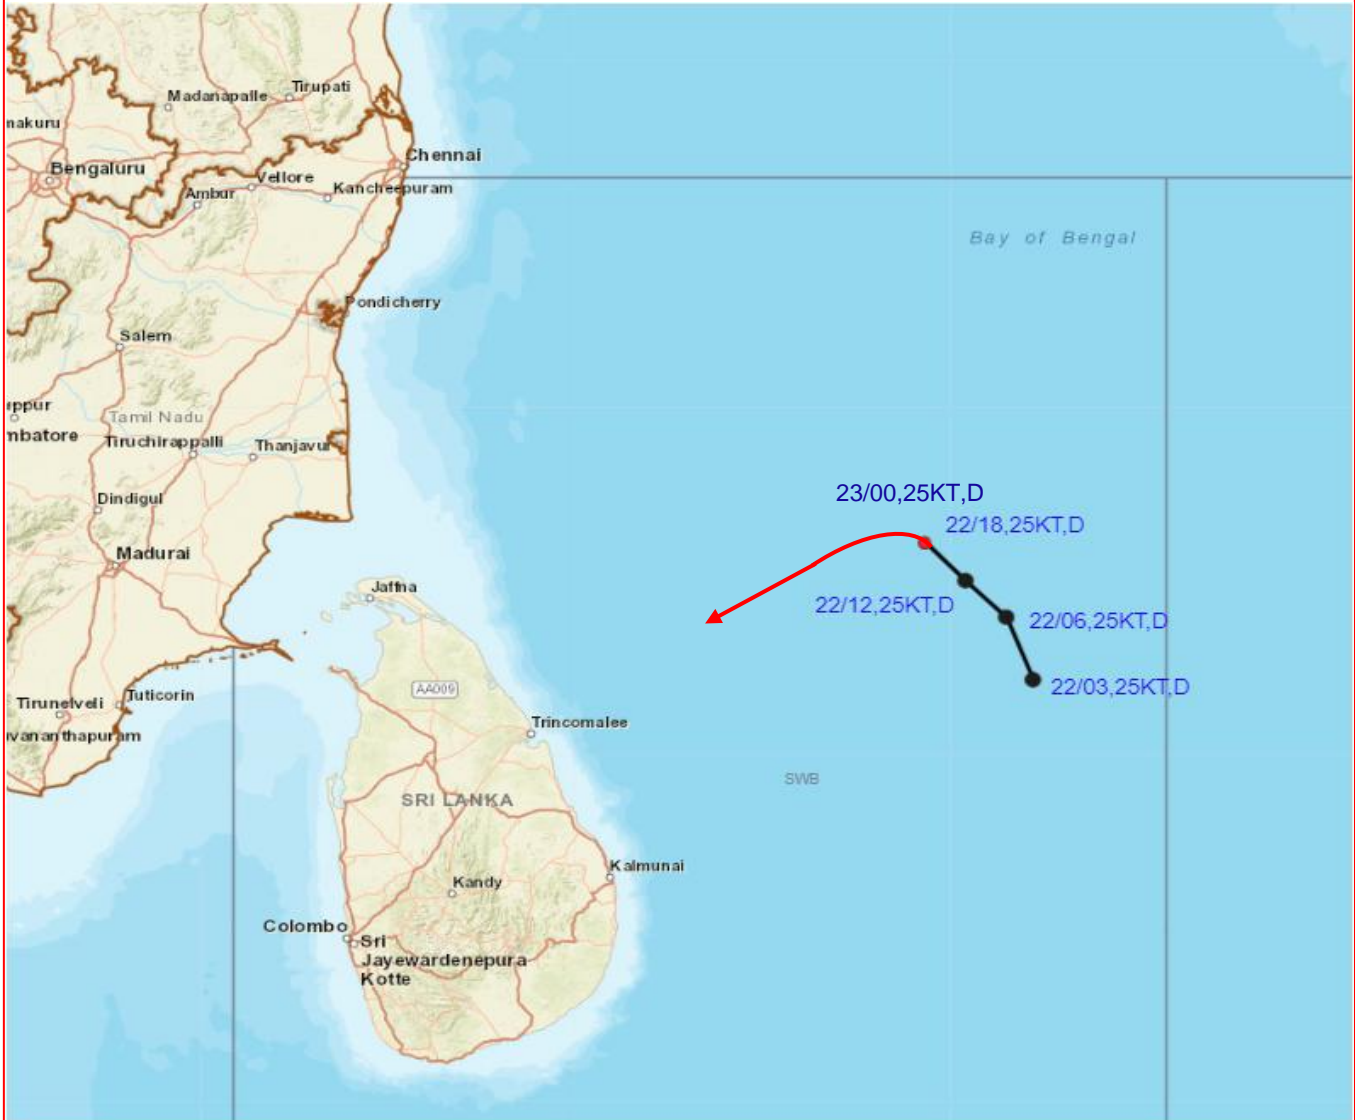 Tirupati
Madanapalle
nakuru
Chennai
Bengaluru
Vellore
Kancheepuram
Ambur
Bay of Bengal
Pondicherry
Salem
ppur
Tamil Nadu
mbatore
Tiruchirappalli
Thanjavur
23/00,25KT,D
Dindigul
22/18,25KT,D
Madurai
Jaffna
22/12,25KT,D
22/06,25KT,D
AA009
22/03,25KT,D
Tuticorin
Tirunelveli
Trincomalee
vananthapuram
SWB
SRI LANKA
Kalmunai
Kandy
Colombo
Sri
Jayewardenepura
Kotte